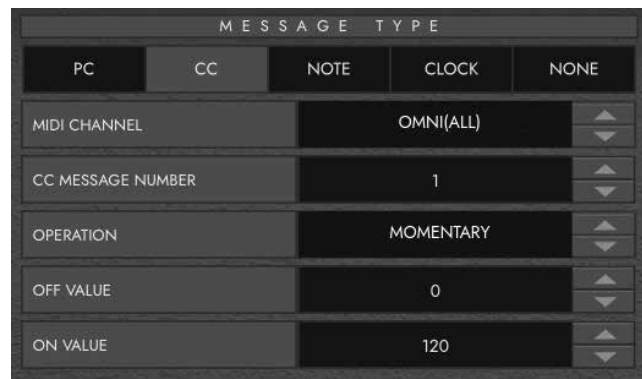 MESSAGE TYPE
PC CC NOTE CLOCK NONE
MIDI CHANNEL OMNI(ALL)
CC MESSAGE NUMBER 1
OPERATION MOMENTARY
OFF VALUE 0
ON VALUE 120